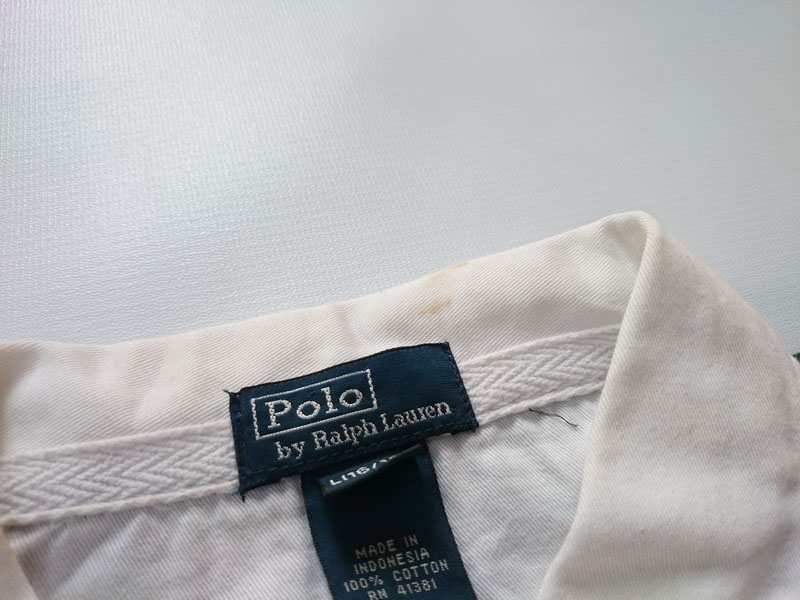 Polo
by Ralph Lauren
MADE IN
INDONESIA
100% COTTON
RN 41381